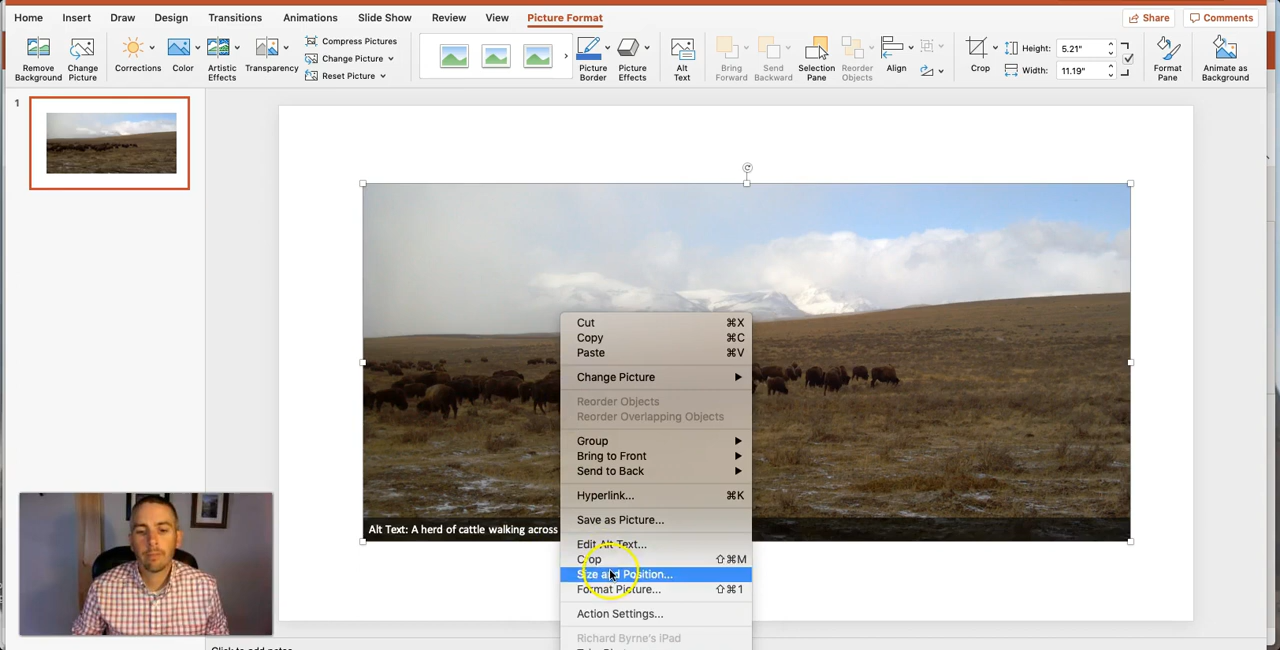 Home Insert Draw Design Transitions Animations Slide Show Review View Picture Format Share Comments
Remove Background
Change Picture
Corrections
Color
Artistic Effects
Transparency
Compress Pictures
Change Picture
Reset Picture
Picture Border
Picture Effects
Alt Text
Bring Forward
Send Backward
Selection Pane
Reorder Objects
Align
Crop
Height: 5.21"
Width: 11.19"
Format Pane
Animate as Background
1
Cut ⌘X
Copy ⌘C
Paste ⌘V
Change Picture
Reorder Objects
Reorder Overlapping Objects
Group
Bring to Front
Send to Back
Hyperlink... ⌘K
Save as Picture...
Edit Alt Text...
Crop ⇧⌘M
Size and Position...
Format Picture... ⇧⌘1
Action Settings...
Richard Byrne's iPad
Alt Text: A herd of cattle walking across
Click to add notes